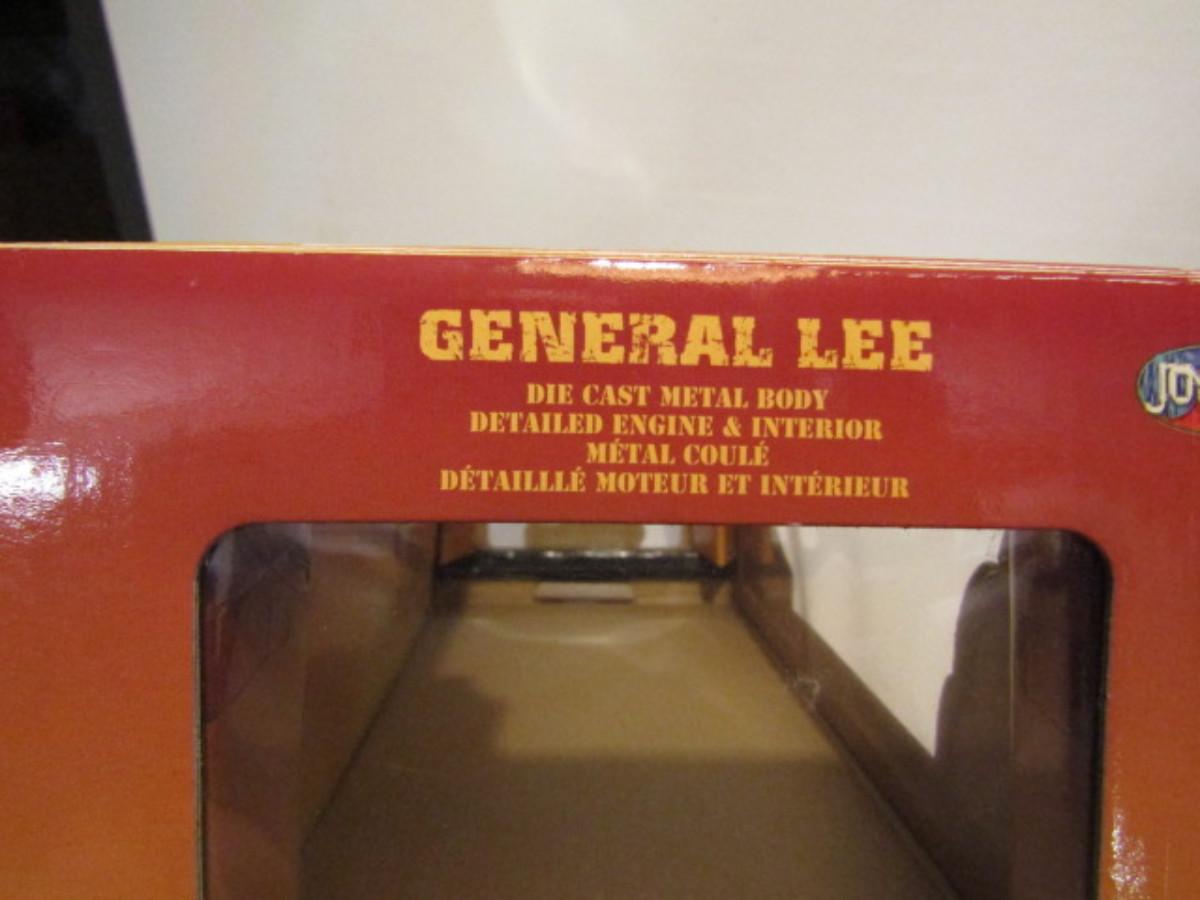 GENERAL LEE
DIE CAST METAL BODY
DETAILED ENGINE & INTERIOR
MÉTAL COULÉ
DÉTAILLLÉ MOTEUR ET INTÉRIEUR